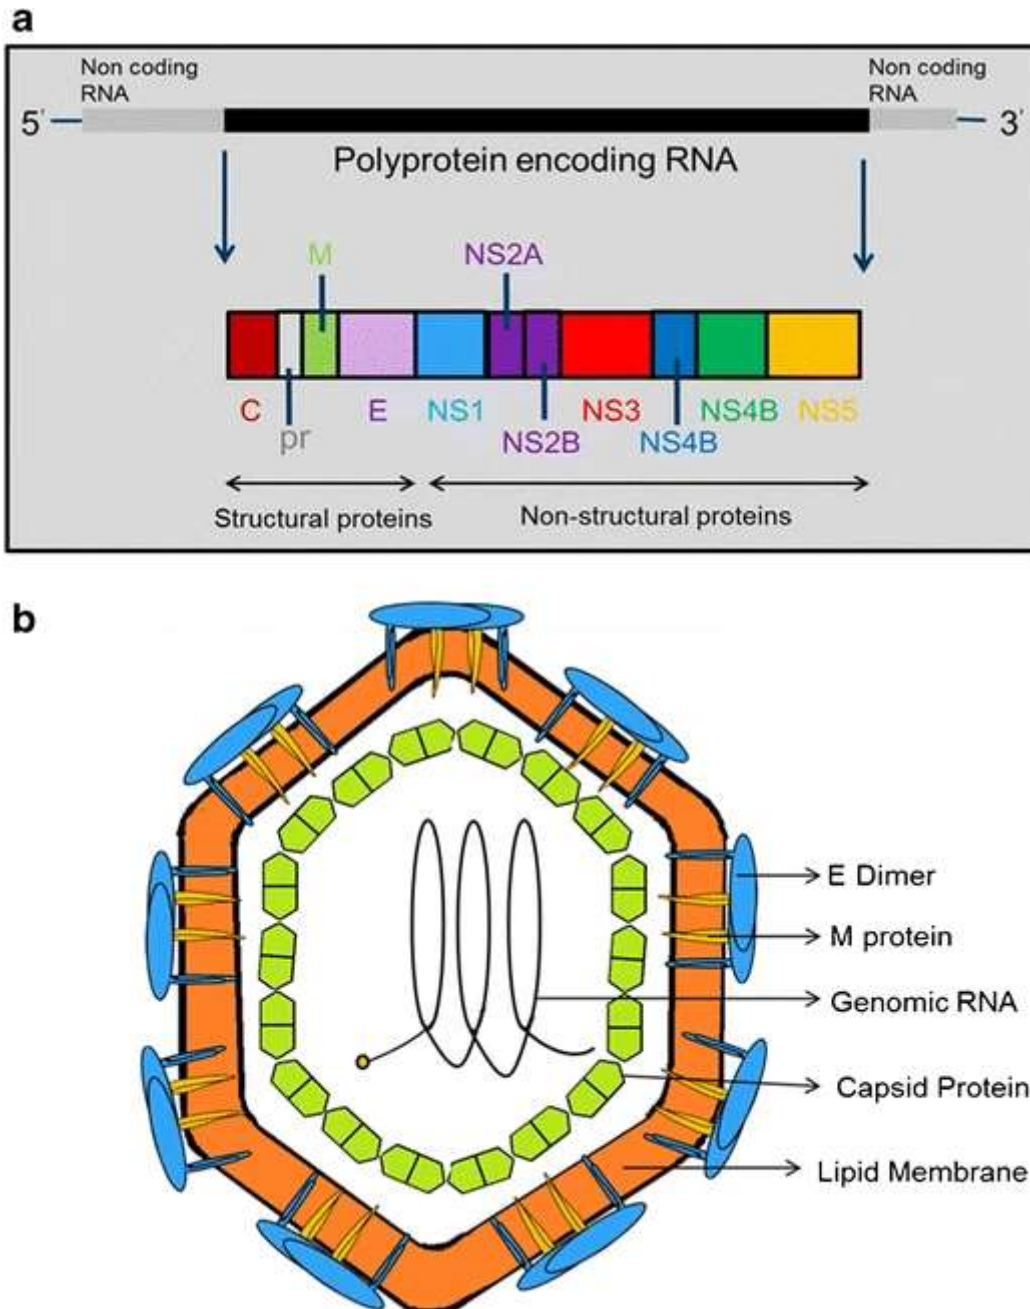 a
Non coding
RNA
Non coding
RNA
5'
3'
Polyprotein encoding RNA
M
NS2A
C
E
NS1
NS3
NS4B
NS5
pr
NS2B
NS4B
Structural proteins
Non-structural proteins
b
E Dimer
M protein
Genomic RNA
Capsid Protein
Lipid Membrane